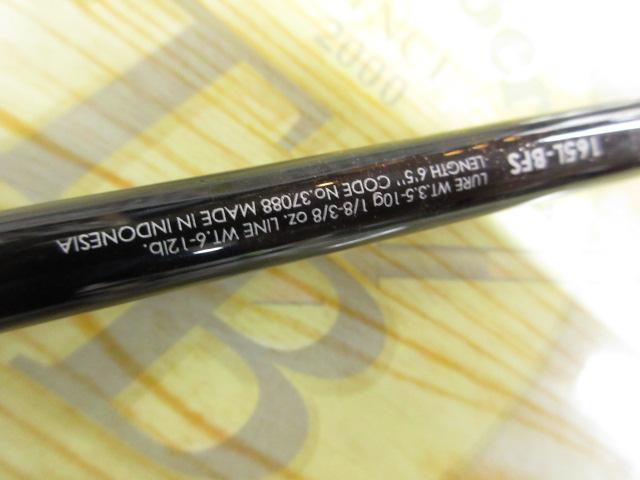 165L-BFS
LURE WT.3.5-10g 1/8-3/8 oz. LINE WT.6-12lb.
LENGTH 6'5'' CODE No.37088 MADE IN INDONESIA
2000